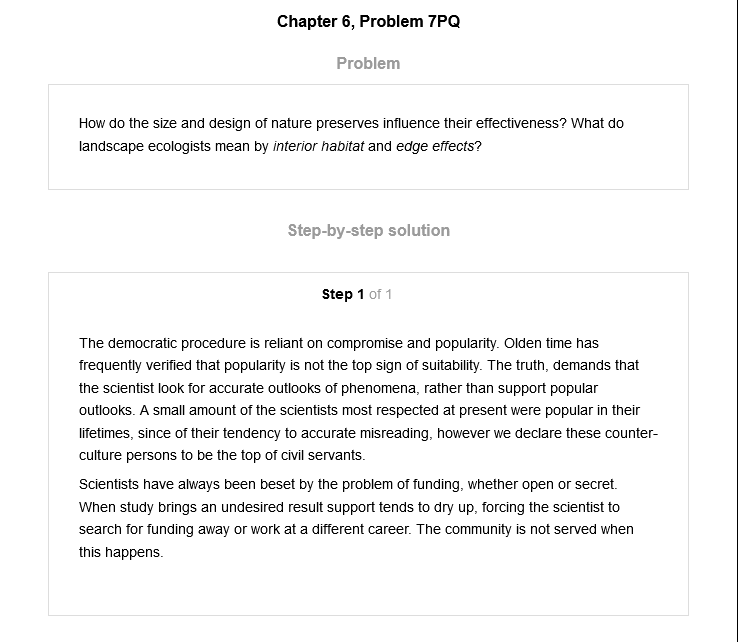 Chapter 6, Problem 7PQ
Problem
How do the size and design of nature preserves influence their effectiveness? What do
landscape ecologists mean by interior habitat and edge effects?
Step-by-step solution
Step 1 of 1
The democratic procedure is reliant on compromise and popularity. Olden time has
frequently verified that popularity is not the top sign of suitability. The truth, demands that
the scientist look for accurate outlooks of phenomena, rather than support popular
outlooks. A small amount of the scientists most respected at present were popular in their
lifetimes, since of their tendency to accurate misreading, however we declare these counter-
culture persons to be the top of civil servants.
Scientists have always been beset by the problem of funding, whether open or secret.
When study brings an undesired result support tends to dry up, forcing the scientist to
search for funding away or work at a different career. The community is not served when
this happens.